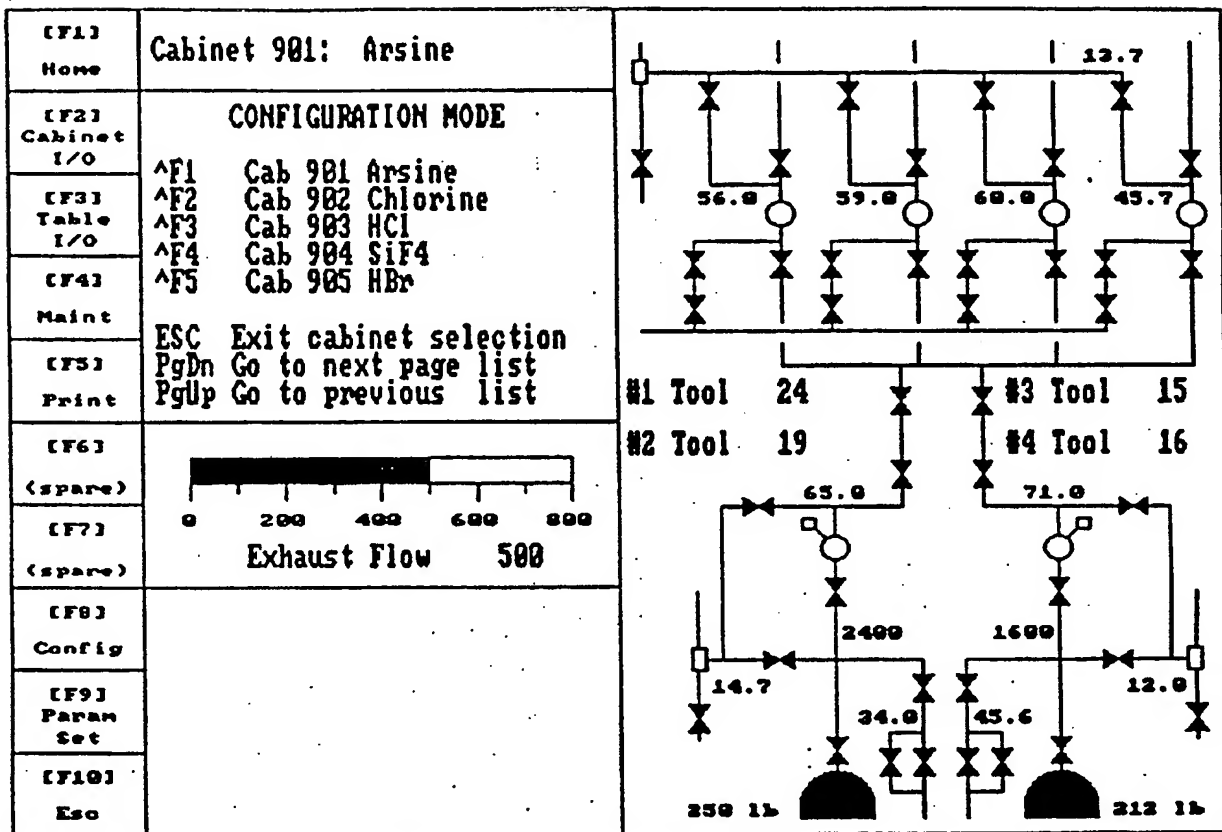 [F1]
Home
[F2]
Cabinet
I/O
[F3]
Table
I/O
[F4]
Maint
[F5]
Print
[F6]
(spare)
[F7]
(spare)
[F8]
Config
[F9]
Param
Set
[F10]
Esc
Cabinet 901: Arsine
CONFIGURATION MODE
^F1 Cab 901 Arsine
^F2 Cab 902 Chlorine
^F3 Cab 903 HCl
^F4 Cab 904 SiF4
^F5 Cab 905 HBr
ESC Exit cabinet selection
PgDn Go to next page list
PgUp Go to previous list
0 200 400 600 800
Exhaust Flow 500
13.7
56.0 59.0 60.0 45.7
#1 Tool 24 #3 Tool 15
#2 Tool 19 #4 Tool 16
65.0 71.0
2400 1600
14.7 12.0
34.0 45.6
250 lb 212 lb